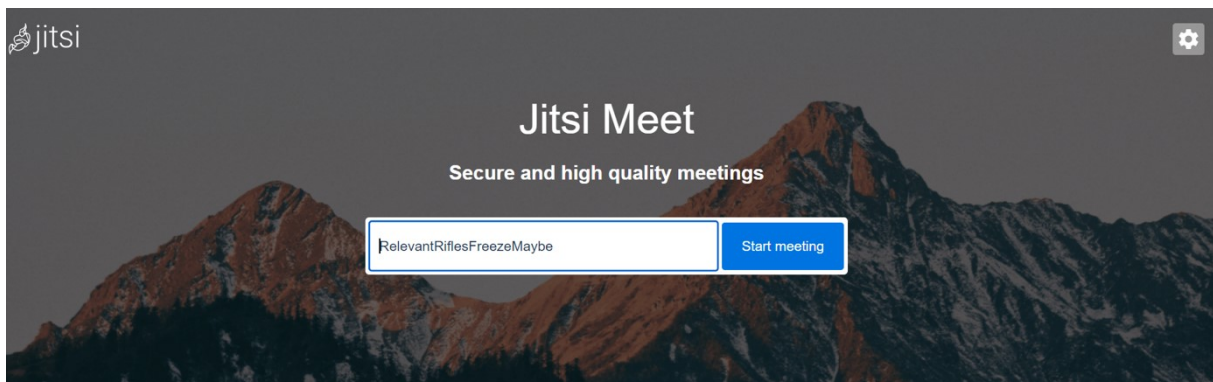 jitsi
Jitsi Meet
Secure and high quality meetings
RelevantRiflesFreezeMaybe
Start meeting